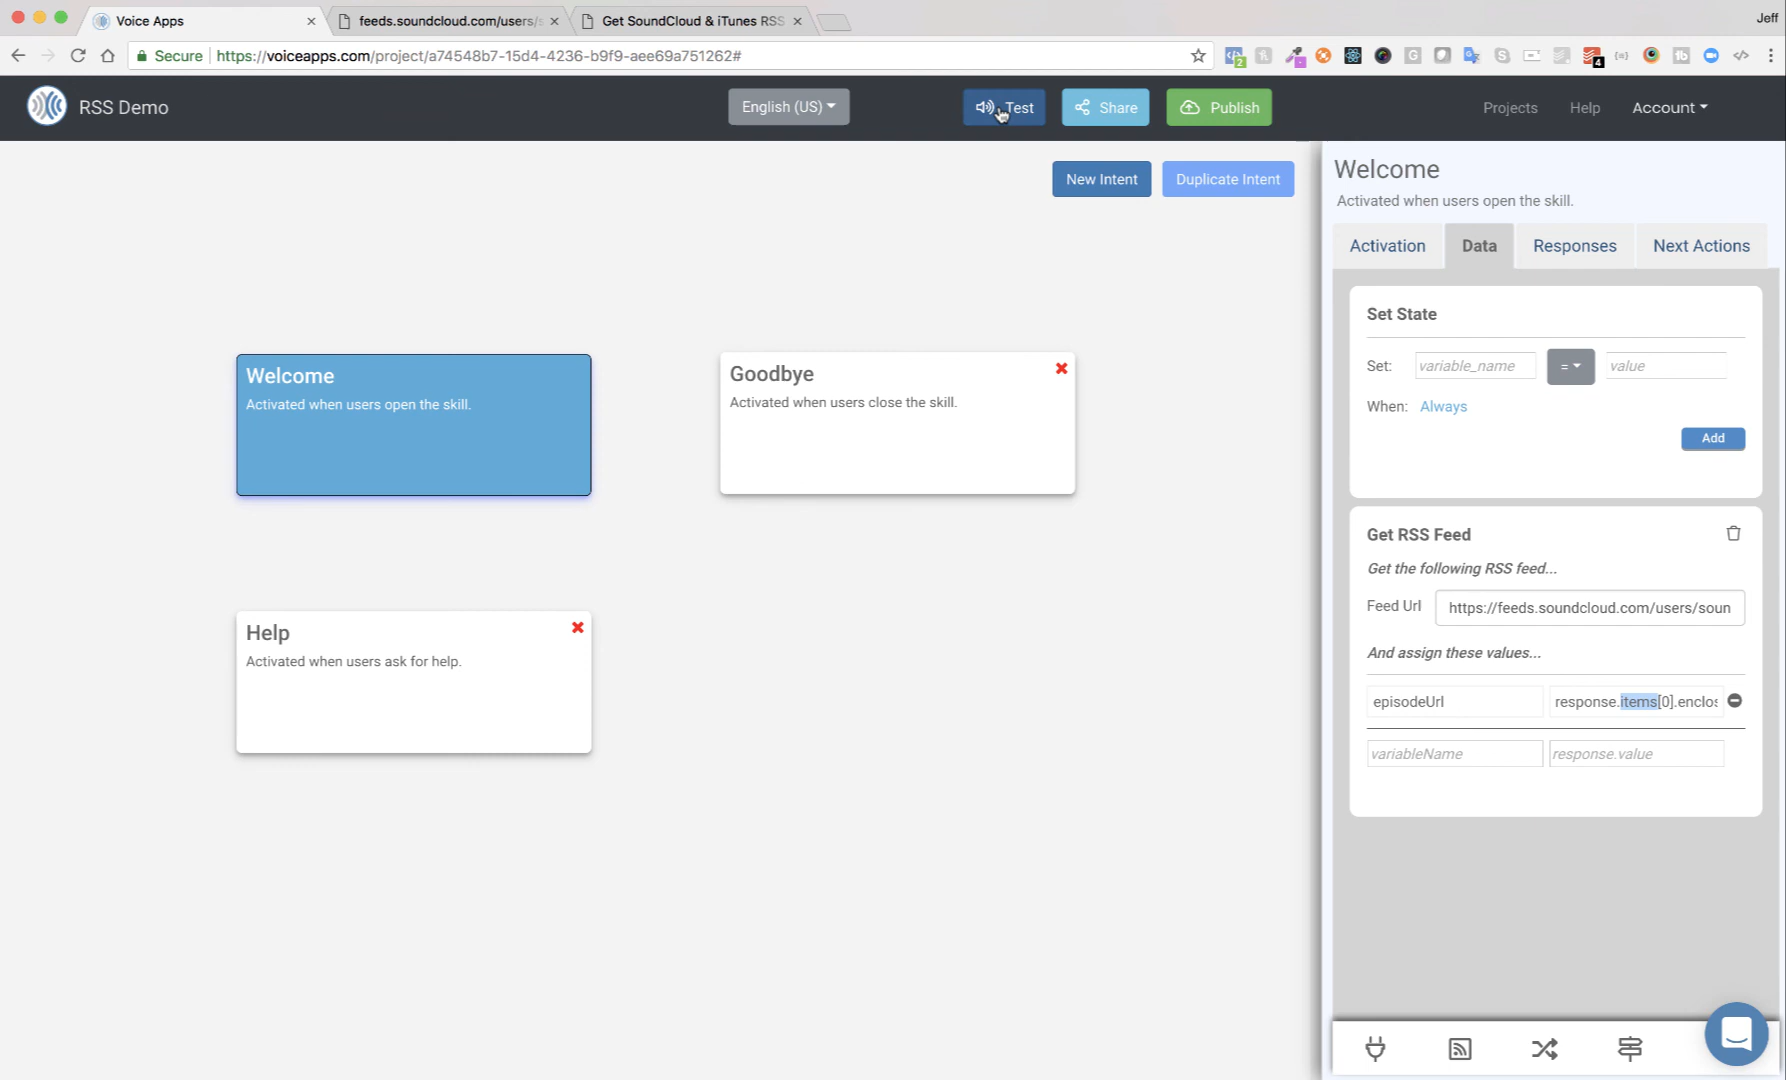 Voice Apps
feeds.soundcloud.com/users/s
Get SoundCloud & iTunes RSS
Jeff
Secure
https://voiceapps.com/project/a74548b7-15d4-4236-b9f9-aee69a751262#
2
4
RSS Demo
English (US)
Test
Share
Publish
Projects
Help
Account
New Intent
Duplicate Intent
Welcome
Activated when users open the skill.
Activation
Data
Responses
Next Actions
Set State
Set:
variable_name
=
value
When:
Always
Add
Welcome
Activated when users open the skill.
Goodbye
Activated when users close the skill.
Get RSS Feed
Get the following RSS feed...
Feed Url
https://feeds.soundcloud.com/users/soun
And assign these values...
episodeUrl
response.items[0].enclos
variableName
response.value
Help
Activated when users ask for help.